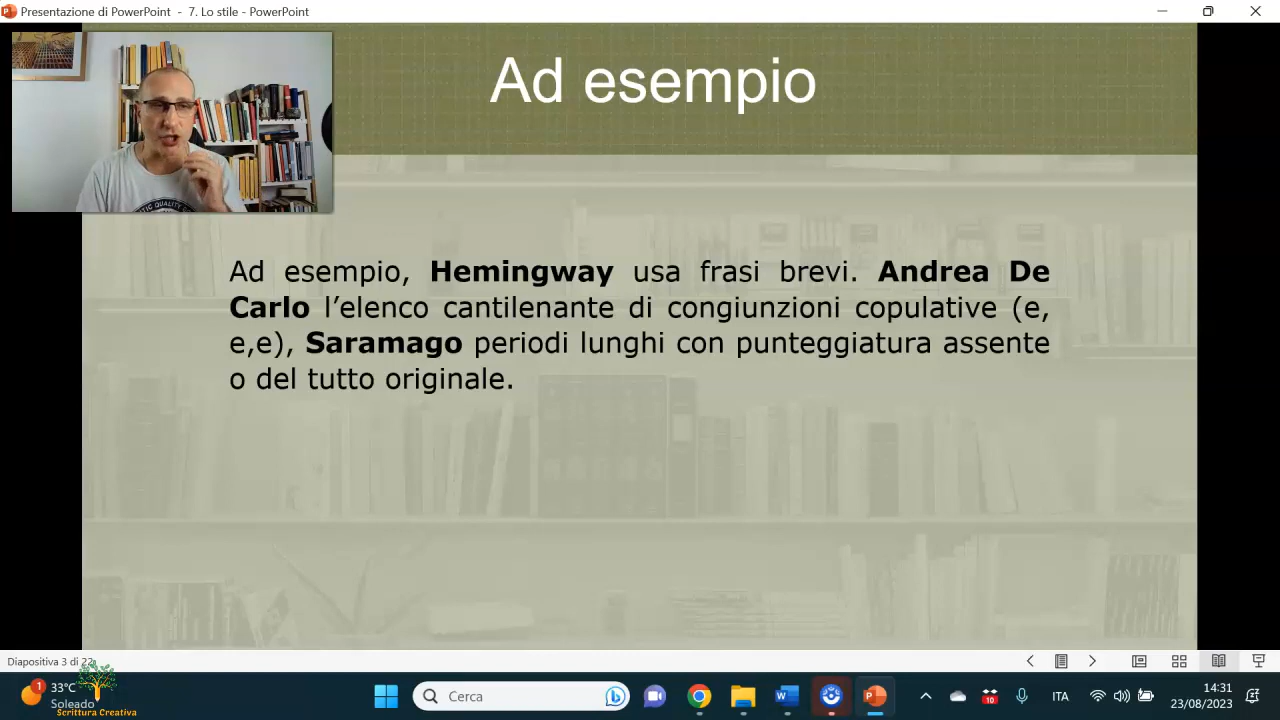 Presentazione di PowerPoint - 7. Lo stile - PowerPoint
Ad esempio
Ad esempio, Hemingway usa frasi brevi. Andrea De
Carlo l’elenco cantilenante di congiunzioni copulative (e,
e,e), Saramago periodi lunghi con punteggiatura assente
o del tutto originale.
Diapositiva 3 di 22
1
33°C
Soleado
Scrittura Creativa
Cerca
10
ITA
14:31
23/08/2023